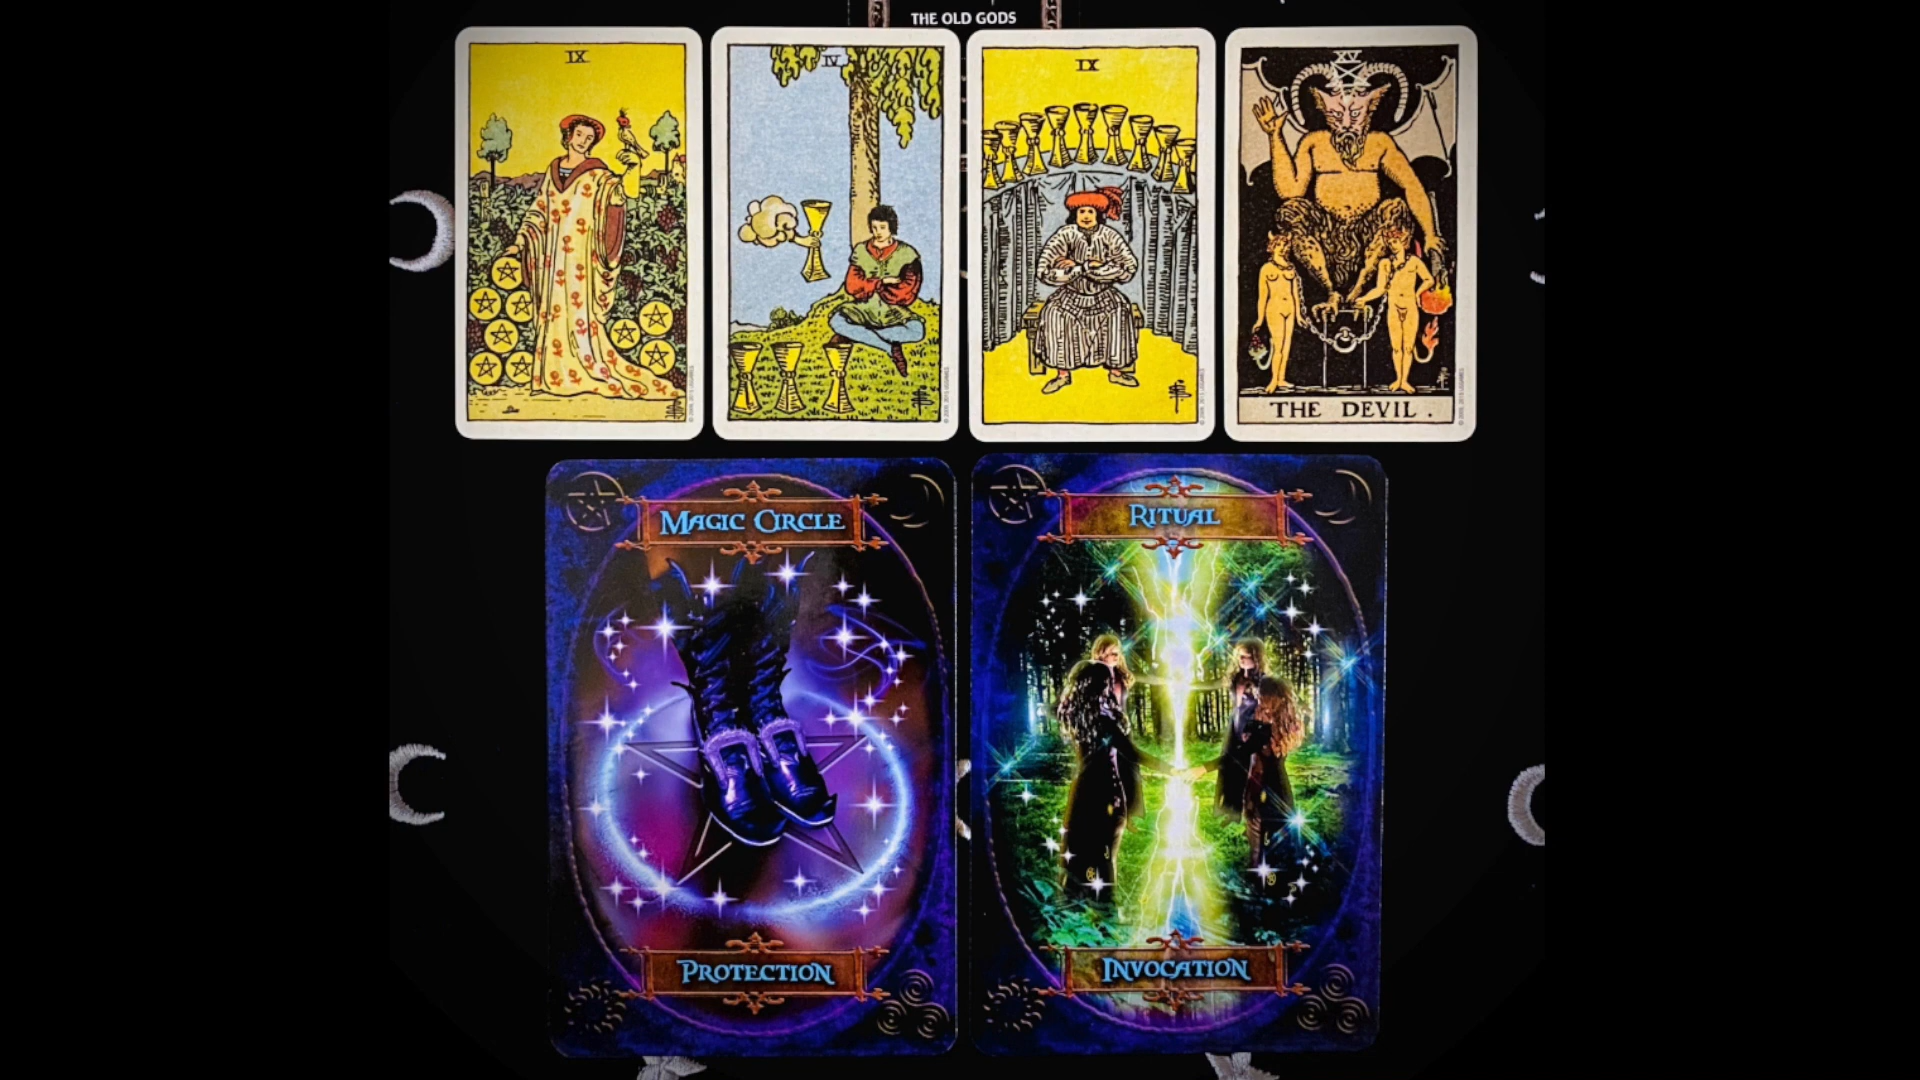 THE OLD GODS
IX
IV
IX
XV
THE DEVIL.
MAGIC CIRCLE
RITUAL
PROTECTION
INVOCATION